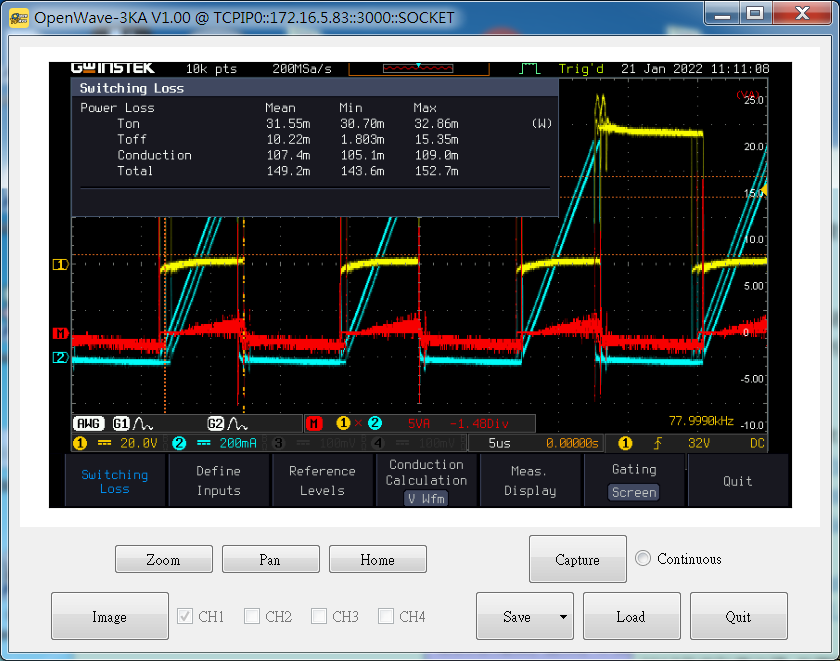 OpenWave-3KA V1.00 @ TCPIP0::172.16.5.83::3000::SOCKET
GWINSTEK 10k pts 200MSa/s Trig'd 21 Jan 2022 11:11:08
Switching Loss
Power Loss Mean Min Max
Ton 31.55m 30.70m 32.86m (W)
Toff 10.22m 1.803m 15.35m
Conduction 107.4m 105.1m 109.0m
Total 149.2m 143.6m 152.7m
(VA)
25.0
20.0
15.0
10.0
5.00
0
-5.00
-10.0
1
M
2
AWG G1 G2 M 1 × 2 5VA -1.48Div 77.9990kHz
1 20.0V 2 200mA 3 100mV 4 100mV 5us 0.00000s 1 32V DC
Switching Loss
Define Inputs
Reference Levels
Conduction Calculation
V Wfm
Meas. Display
Gating
Screen
Quit
Zoom Pan Home Capture Continuous
Image CH1 CH2 CH3 CH4 Save Load Quit